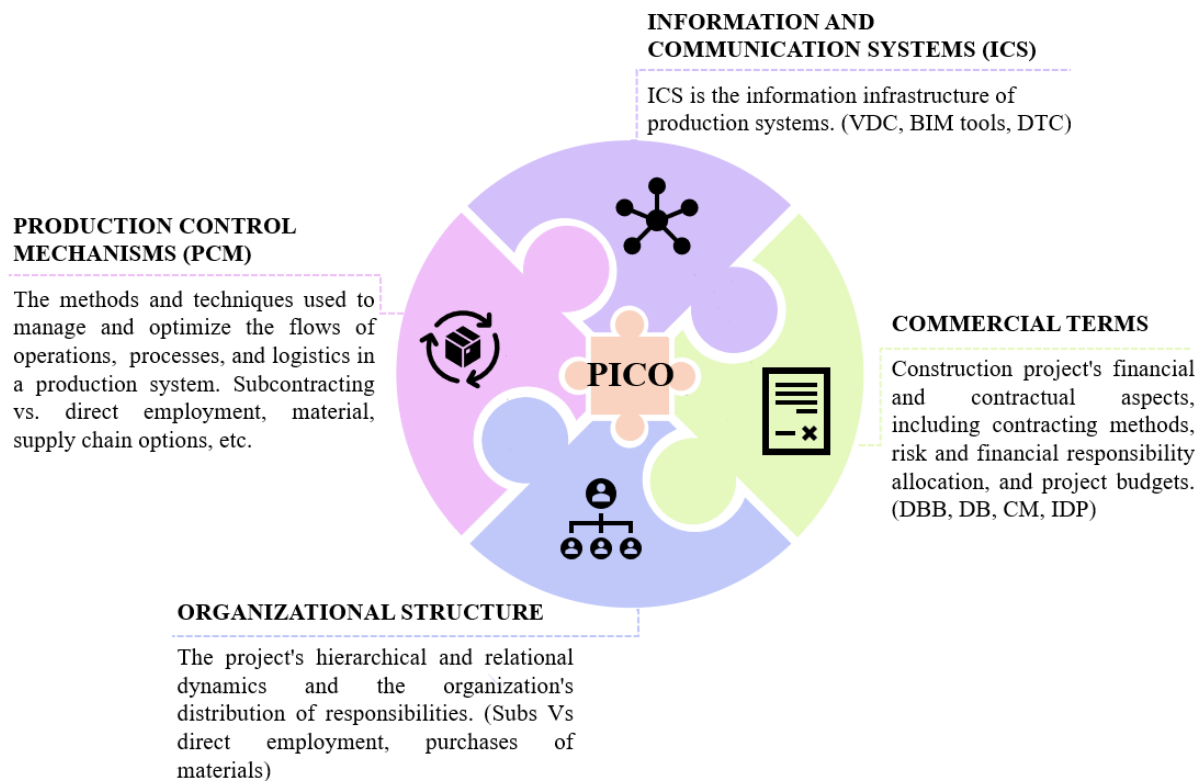 INFORMATION AND
COMMUNICATION SYSTEMS (ICS)
ICS is the information infrastructure of
production systems. (VDC, BIM tools, DTC)
PRODUCTION CONTROL
MECHANISMS (PCM)
The methods and techniques used to
manage and optimize the flows of
operations, processes, and logistics in
a production system. Subcontracting
vs. direct employment, material,
supply chain options, etc.
PICO
COMMERCIAL TERMS
Construction project's financial
and contractual aspects,
including contracting methods,
risk and financial responsibility
allocation, and project budgets.
(DBB, DB, CM, IDP)
ORGANIZATIONAL STRUCTURE
The project's hierarchical and relational
dynamics and the organization's
distribution of responsibilities. (Subs Vs
direct employment, purchases of
materials)